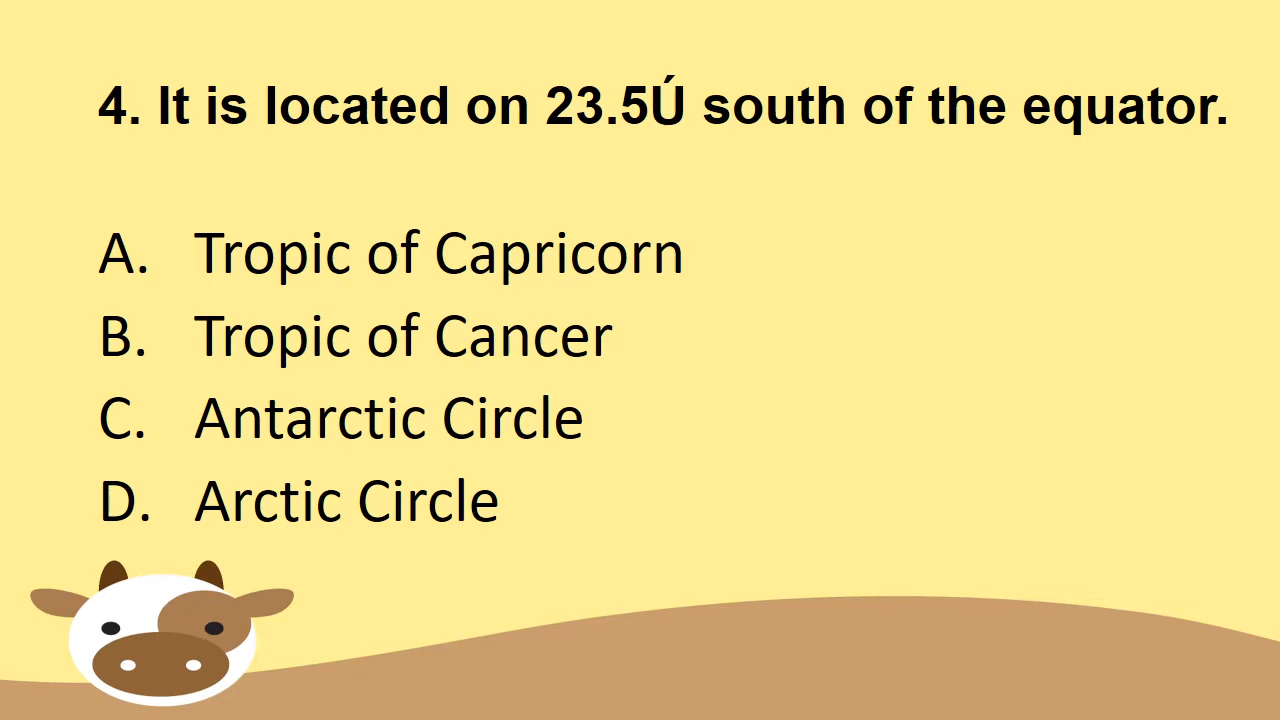 4. It is located on 23.5Ú south of the equator.
A. Tropic of Capricorn
B. Tropic of Cancer
C. Antarctic Circle
D. Arctic Circle